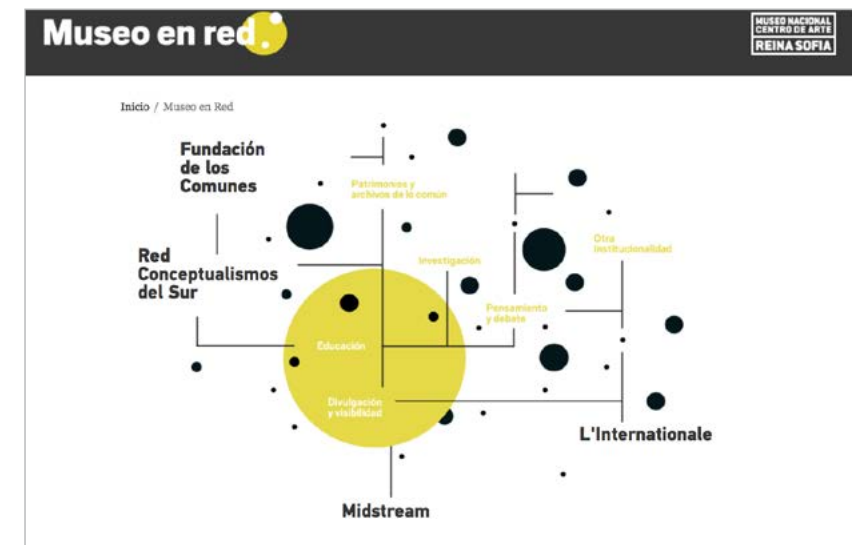 Museo en red
MUSEO NACIONAL
CENTRO DE ARTE
REINA SOFIA
Inicio / Museo en Red
Fundación
de los
Comunes
Patrimonios y
archivos de lo común
Red
Conceptualismos
del Sur
Investigación
Otra
institucionalidad
Pensamiento
y debate
Educación
Divulgación
y visibilidad
L'Internationale
Midstream